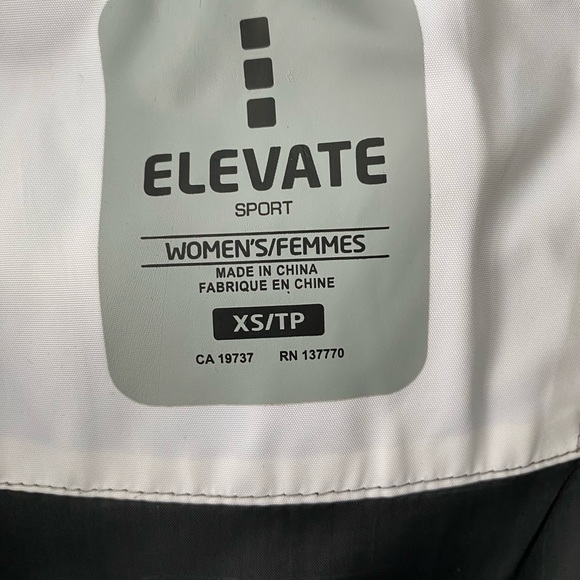 ELEVATE
SPORT
WOMEN'S/FEMMES
MADE IN CHINA
FABRIQUE EN CHINE
XS/TP
CA 19737 RN 137770